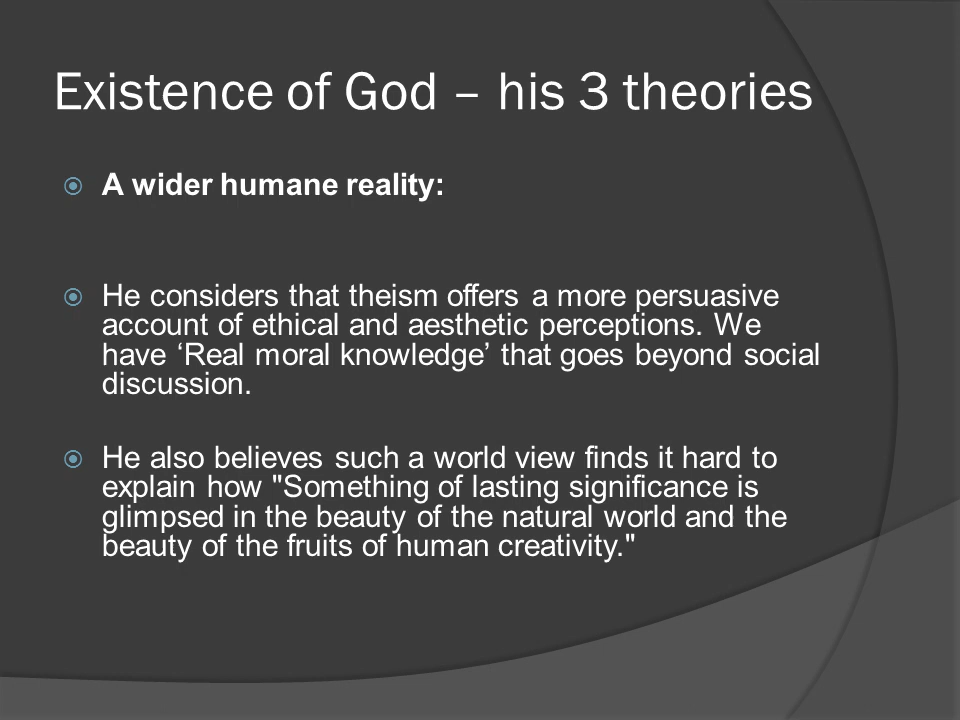 Existence of God – his 3 theories
A wider humane reality:
He considers that theism offers a more persuasive
account of ethical and aesthetic perceptions. We
have ‘Real moral knowledge’ that goes beyond social
discussion.
He also believes such a world view finds it hard to
explain how "Something of lasting significance is
glimpsed in the beauty of the natural world and the
beauty of the fruits of human creativity."